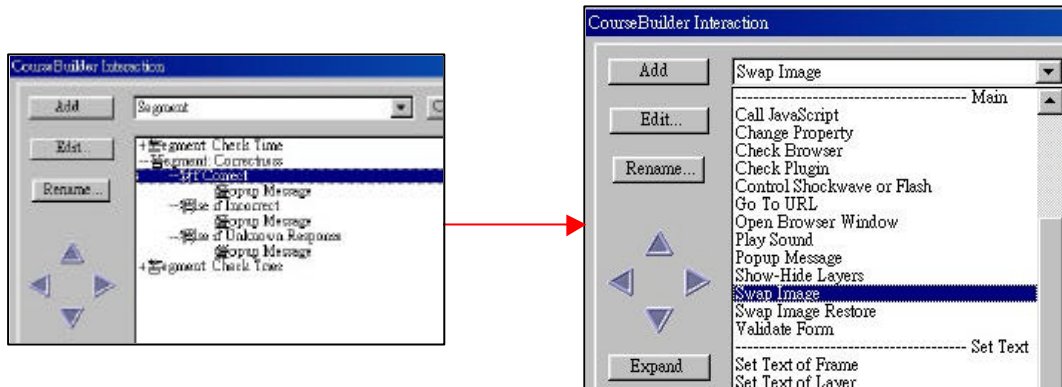 CourseBuilder Interaction
Add
Segment
Edit...
+ Segment: Check Time
Segment: Correctness
Correct
Rename...
Popup Message
Incorrect
Popup Message
Unknown Response
Popup Message
+ Segment: Check Tries
CourseBuilder Interaction
Add
Swap Image
Main
Edit...
Call JavaScript
Change Property
Check Browser
Rename...
Check Plugin
Control Shockwave or Flash
Go To URL
Open Browser Window
Play Sound
Popup Message
Show-Hide Layers
Swap Image
Swap Image Restore
Validate Form
Set Text
Expand
Set Text of Frame
Set Text of Layer